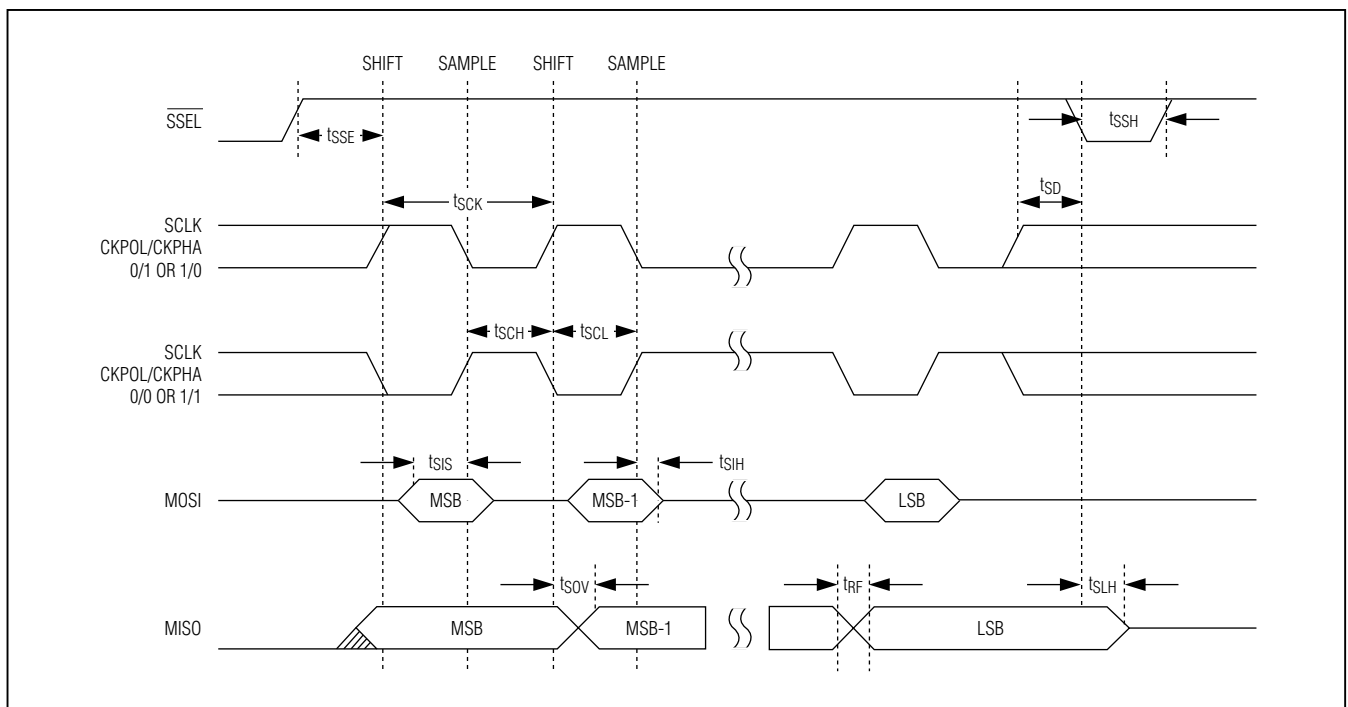 SHIFT SAMPLE SHIFT SAMPLE
SSEL
tSSE
tSSH
tSD
tSCK
SCLK
CKPOL/CKPHA
0/1 OR 1/0
tSCH
tSCL
SCLK
CKPOL/CKPHA
0/0 OR 1/1
tSIS
tSIH
MOSI
MSB
MSB-1
LSB
tSOV
tRF
tSLH
MISO
MSB
MSB-1
LSB